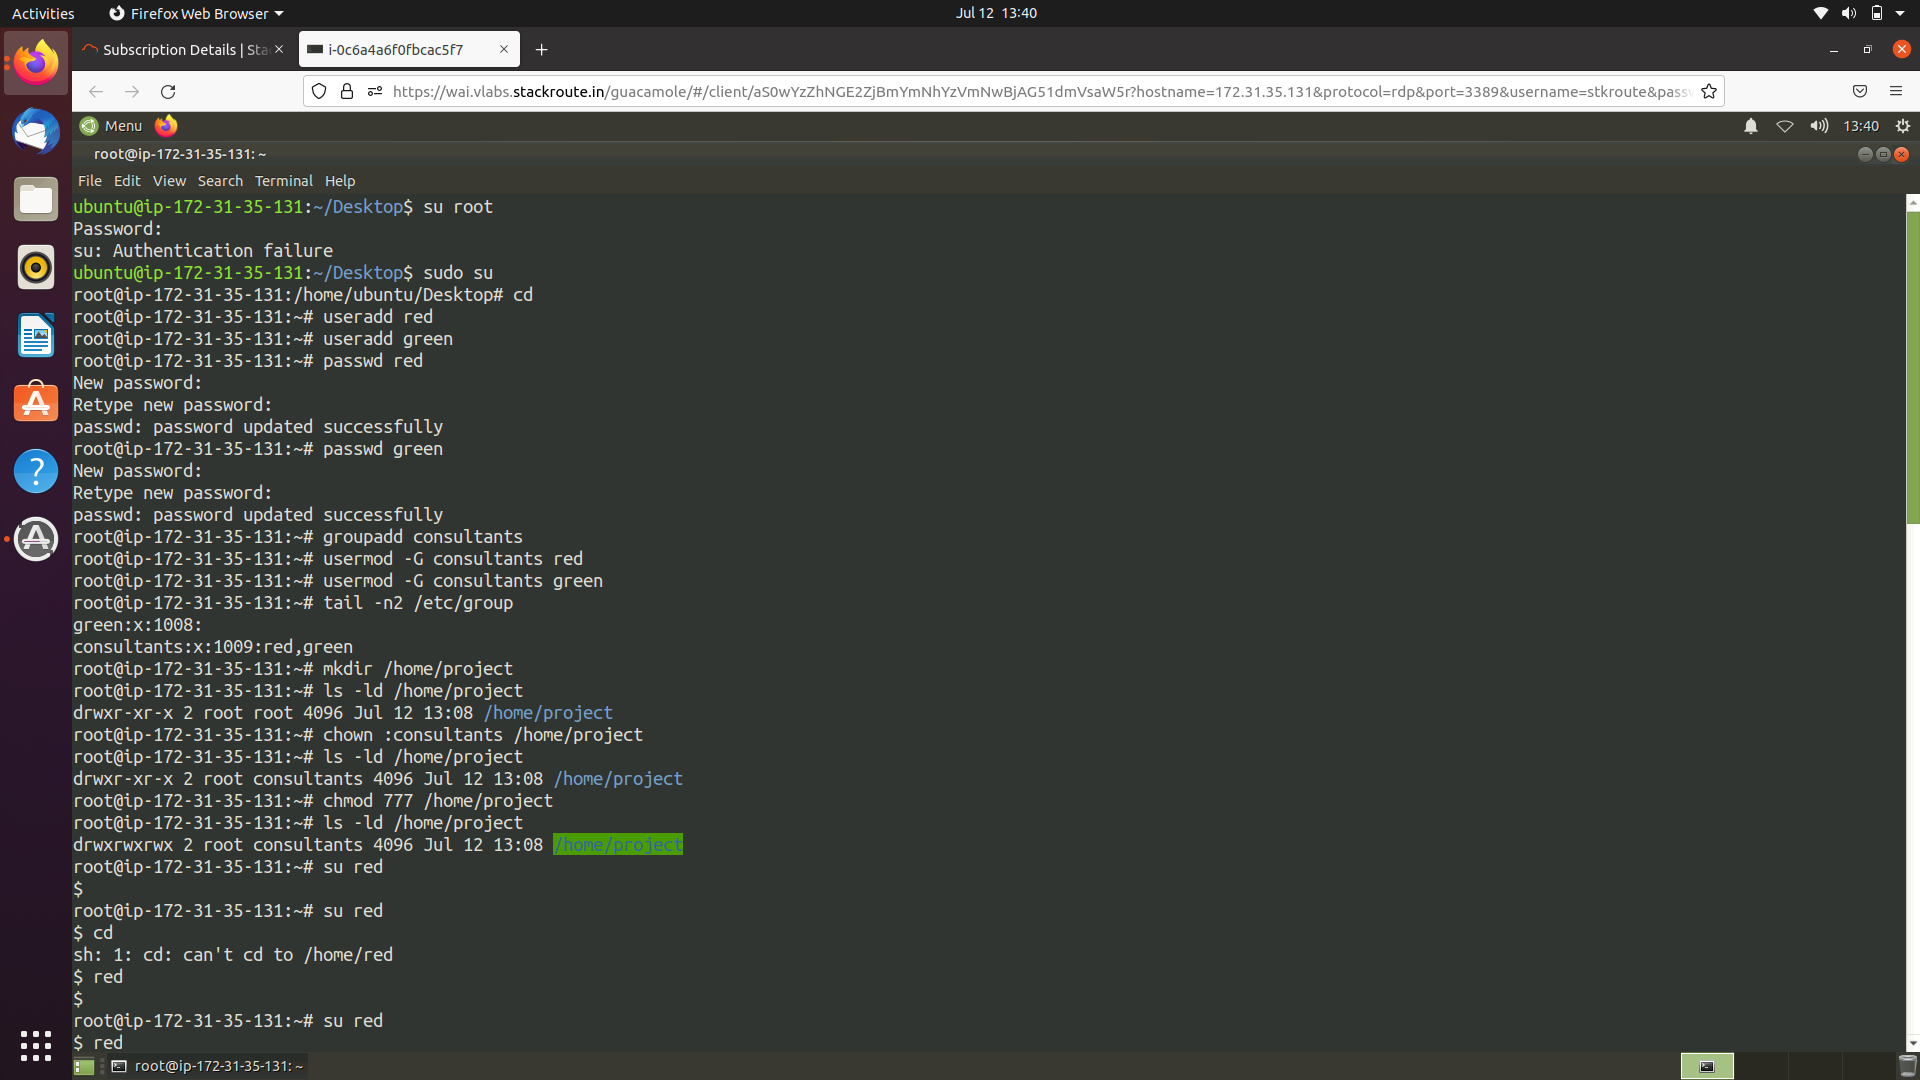 Activities
Firefox Web Browser
Jul 12 13:40
Subscription Details | Sta
i-0c6a4a6f0fbcac5f7
https://wai.vlabs.stackroute.in/guacamole/#/client/aS0wYzZhNGE2ZjBmYmNhYzVmNwBjAG51dmVsaW5r?hostname=172.31.35.131&protocol=rdp&port=3389&username=stkroute&passw
Menu
13:40
root@ip-172-31-35-131: ~
File Edit View Search Terminal Help
ubuntu@ip-172-31-35-131:~/Desktop$ su root
Password:
su: Authentication failure
ubuntu@ip-172-31-35-131:~/Desktop$ sudo su
root@ip-172-31-35-131:/home/ubuntu/Desktop# cd
root@ip-172-31-35-131:~# useradd red
root@ip-172-31-35-131:~# useradd green
root@ip-172-31-35-131:~# passwd red
New password:
Retype new password:
passwd: password updated successfully
root@ip-172-31-35-131:~# passwd green
New password:
Retype new password:
passwd: password updated successfully
root@ip-172-31-35-131:~# groupadd consultants
root@ip-172-31-35-131:~# usermod -G consultants red
root@ip-172-31-35-131:~# usermod -G consultants green
root@ip-172-31-35-131:~# tail -n2 /etc/group
green:x:1008:
consultants:x:1009:red,green
root@ip-172-31-35-131:~# mkdir /home/project
root@ip-172-31-35-131:~# ls -ld /home/project
drwxr-xr-x 2 root root 4096 Jul 12 13:08 /home/project
root@ip-172-31-35-131:~# chown :consultants /home/project
root@ip-172-31-35-131:~# ls -ld /home/project
drwxr-xr-x 2 root consultants 4096 Jul 12 13:08 /home/project
root@ip-172-31-35-131:~# chmod 777 /home/project
root@ip-172-31-35-131:~# ls -ld /home/project
drwxrwxrwx 2 root consultants 4096 Jul 12 13:08 /home/project
root@ip-172-31-35-131:~# su red
$
root@ip-172-31-35-131:~# su red
$ cd
sh: 1: cd: can't cd to /home/red
$ red
$
root@ip-172-31-35-131:~# su red
$ red
root@ip-172-31-35-131: ~